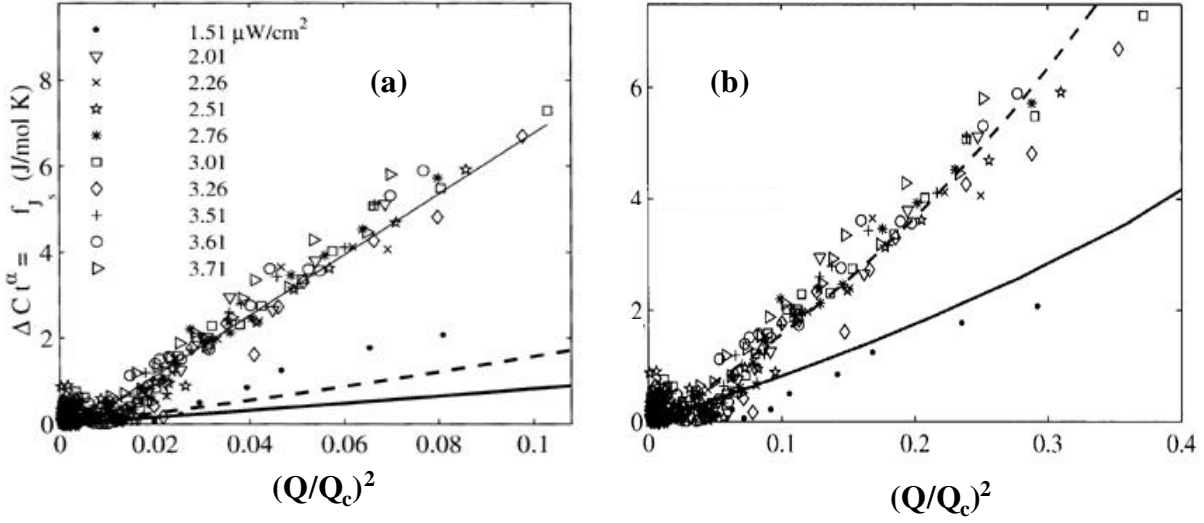 8
6
4
2
0
Δ C t^α = f_{J_s} (J/mol K)
1.51 μW/cm²
2.01
2.26
2.51
2.76
3.01
3.26
3.51
3.61
3.71
(a)
0 0.02 0.04 0.06 0.08 0.1
(Q/Q_c)²
6
4
2
0
(b)
0 0.1 0.2 0.3 0.4
(Q/Q_c)²